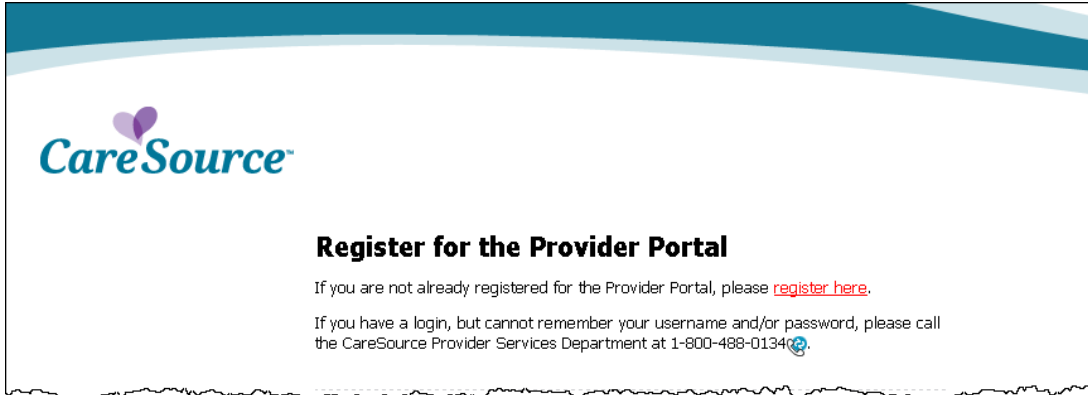 CareSource™
Register for the Provider Portal
If you are not already registered for the Provider Portal, please register here.
If you have a login, but cannot remember your username and/or password, please call
the CareSource Provider Services Department at 1-800-488-0134.